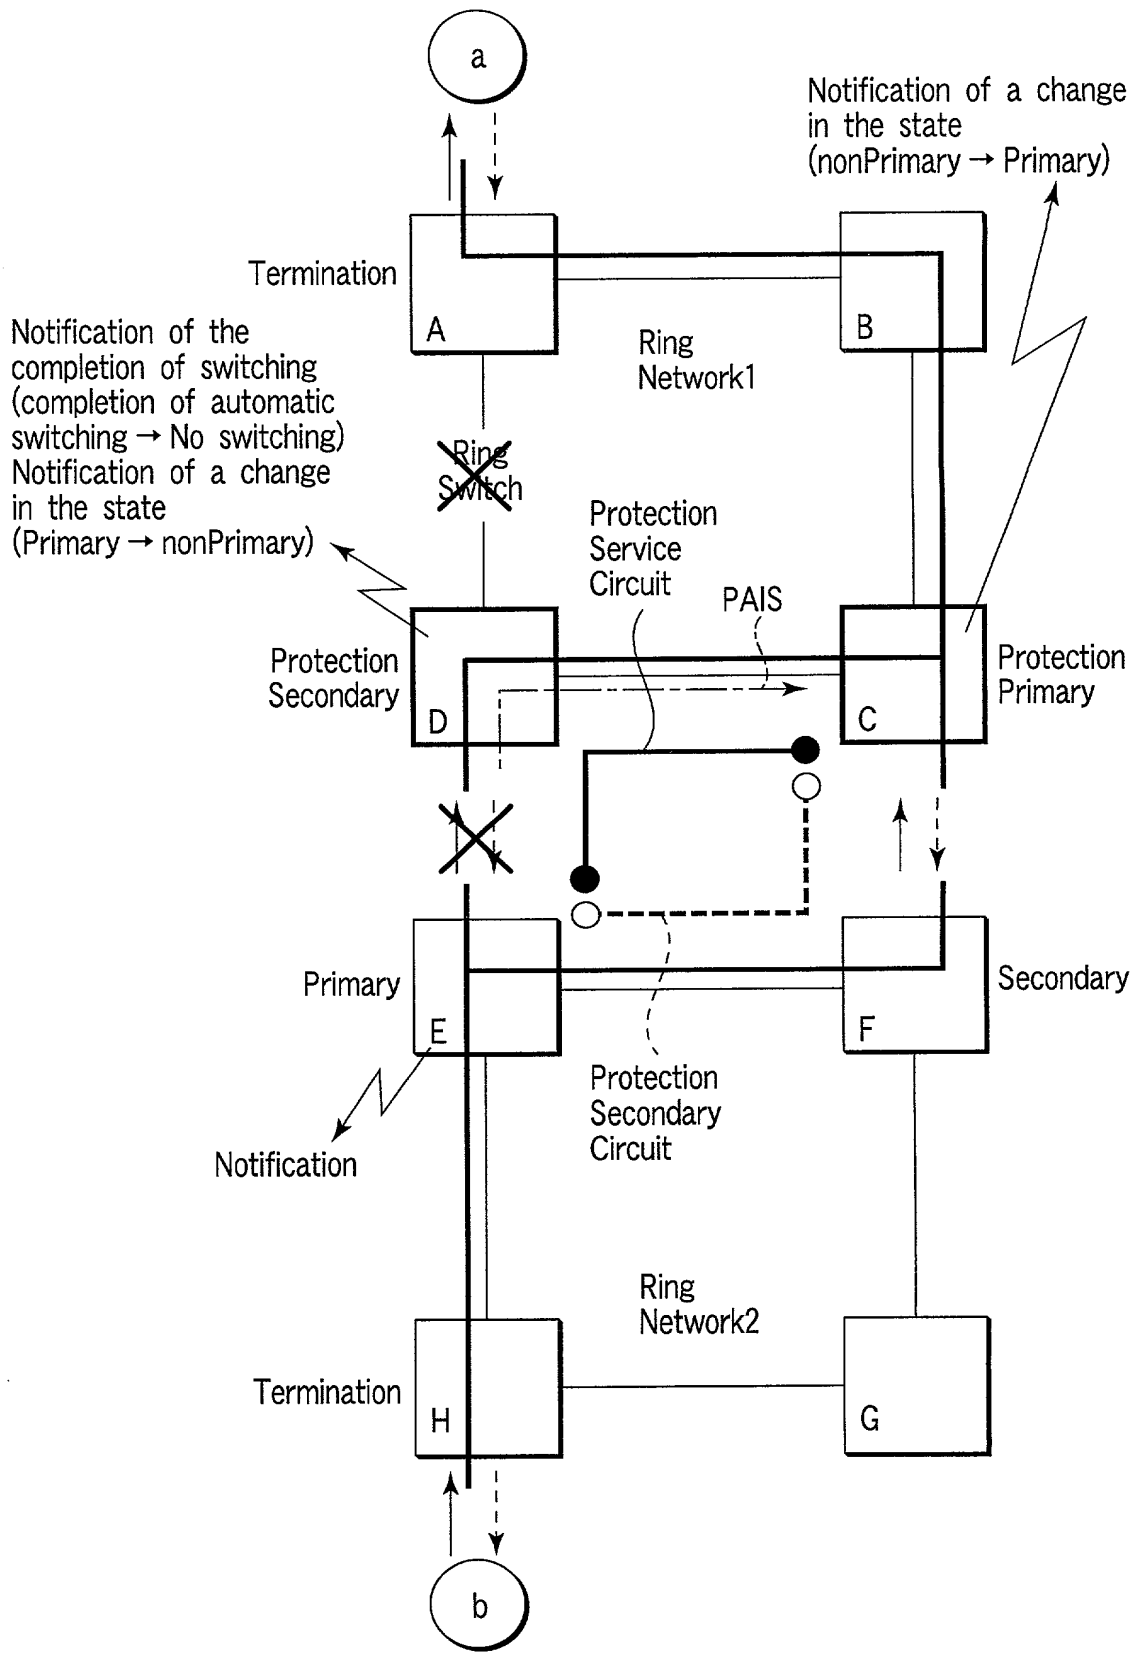 a
Notification of a change
in the state
(nonPrimary → Primary)
Termination
A
B
Notification of the
completion of switching
(completion of automatic
switching → No switching)
Notification of a change
in the state
(Primary → nonPrimary)
Ring
Network1
Ring
Switch
Protection
Service
Circuit
PAIS
Protection
Secondary
D
C
Protection
Primary
Primary
E
F
Secondary
Notification
Protection
Secondary
Circuit
Ring
Network2
Termination
H
G
b